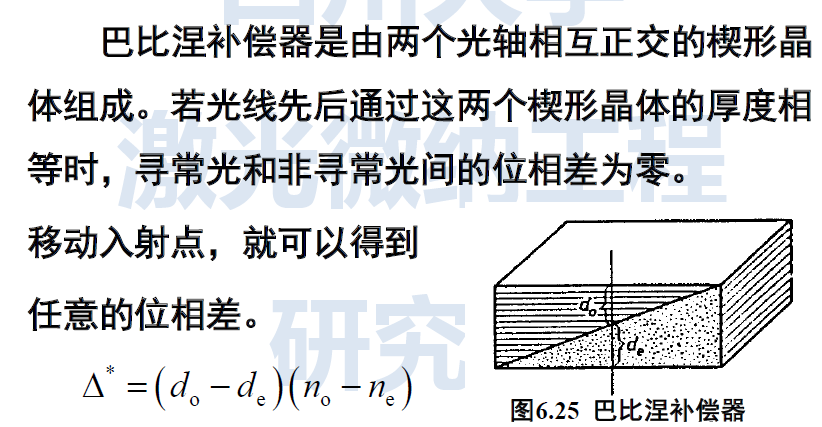 四川大学
巴比涅补偿器是由两个光轴相互正交的楔形晶
体组成。若光线先后通过这两个楔形晶体的厚度相
激光微纳工程
等时，寻常光和非寻常光间的位相差为零。
移动入射点，就可以得到
任意的位相差。
研究
d_o
d_e
Δ* = (d_o − d_e)(n_o − n_e)
图6.25 巴比涅补偿器